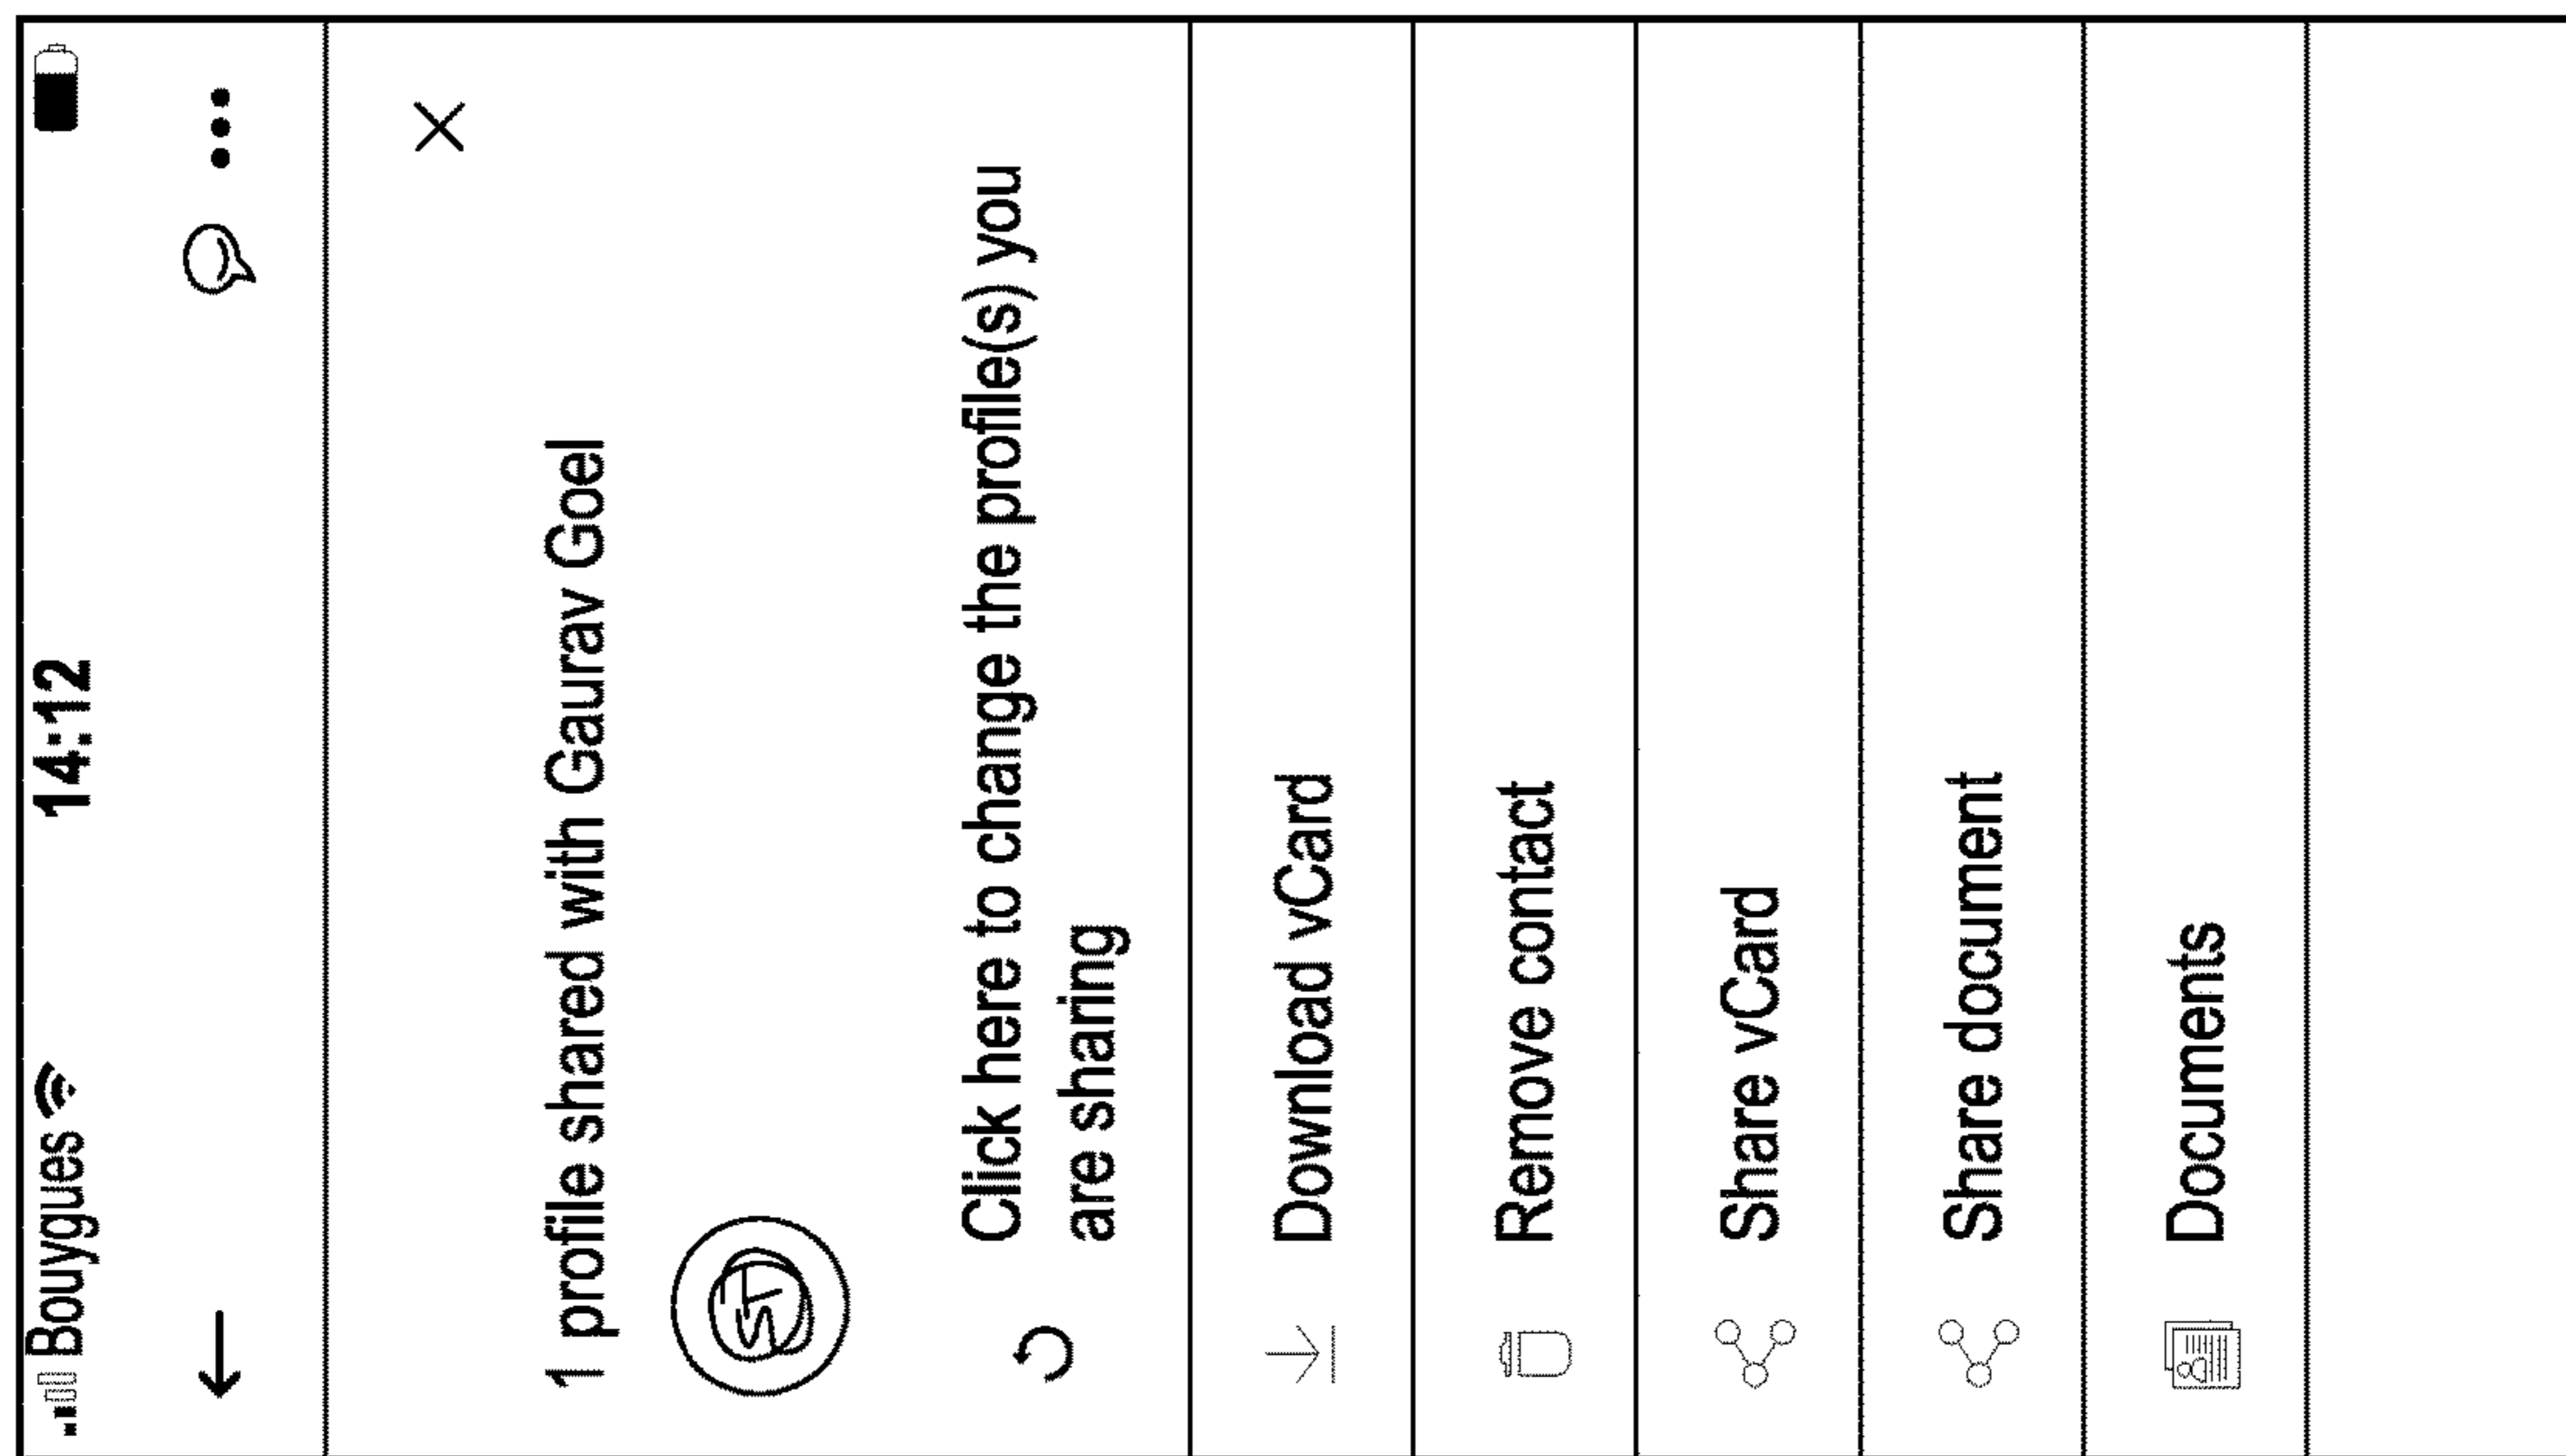 Bouygues 14:12
1 profile shared with Gaurav Goel
Click here to change the profile(s) you
are sharing
Download vCard
Remove contact
Share vCard
Share document
Documents